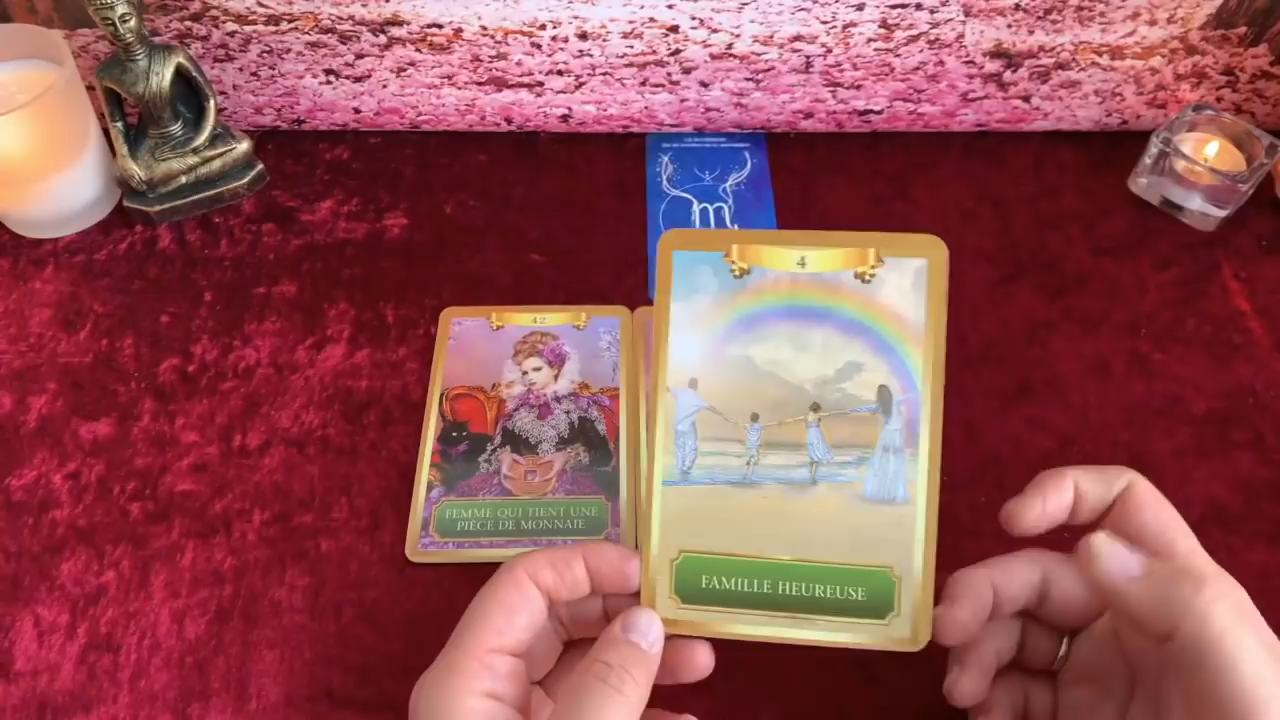 4
42
FEMME QUI TIENT UNE
PIÈCE DE MONNAIE
FAMILLE HEUREUSE